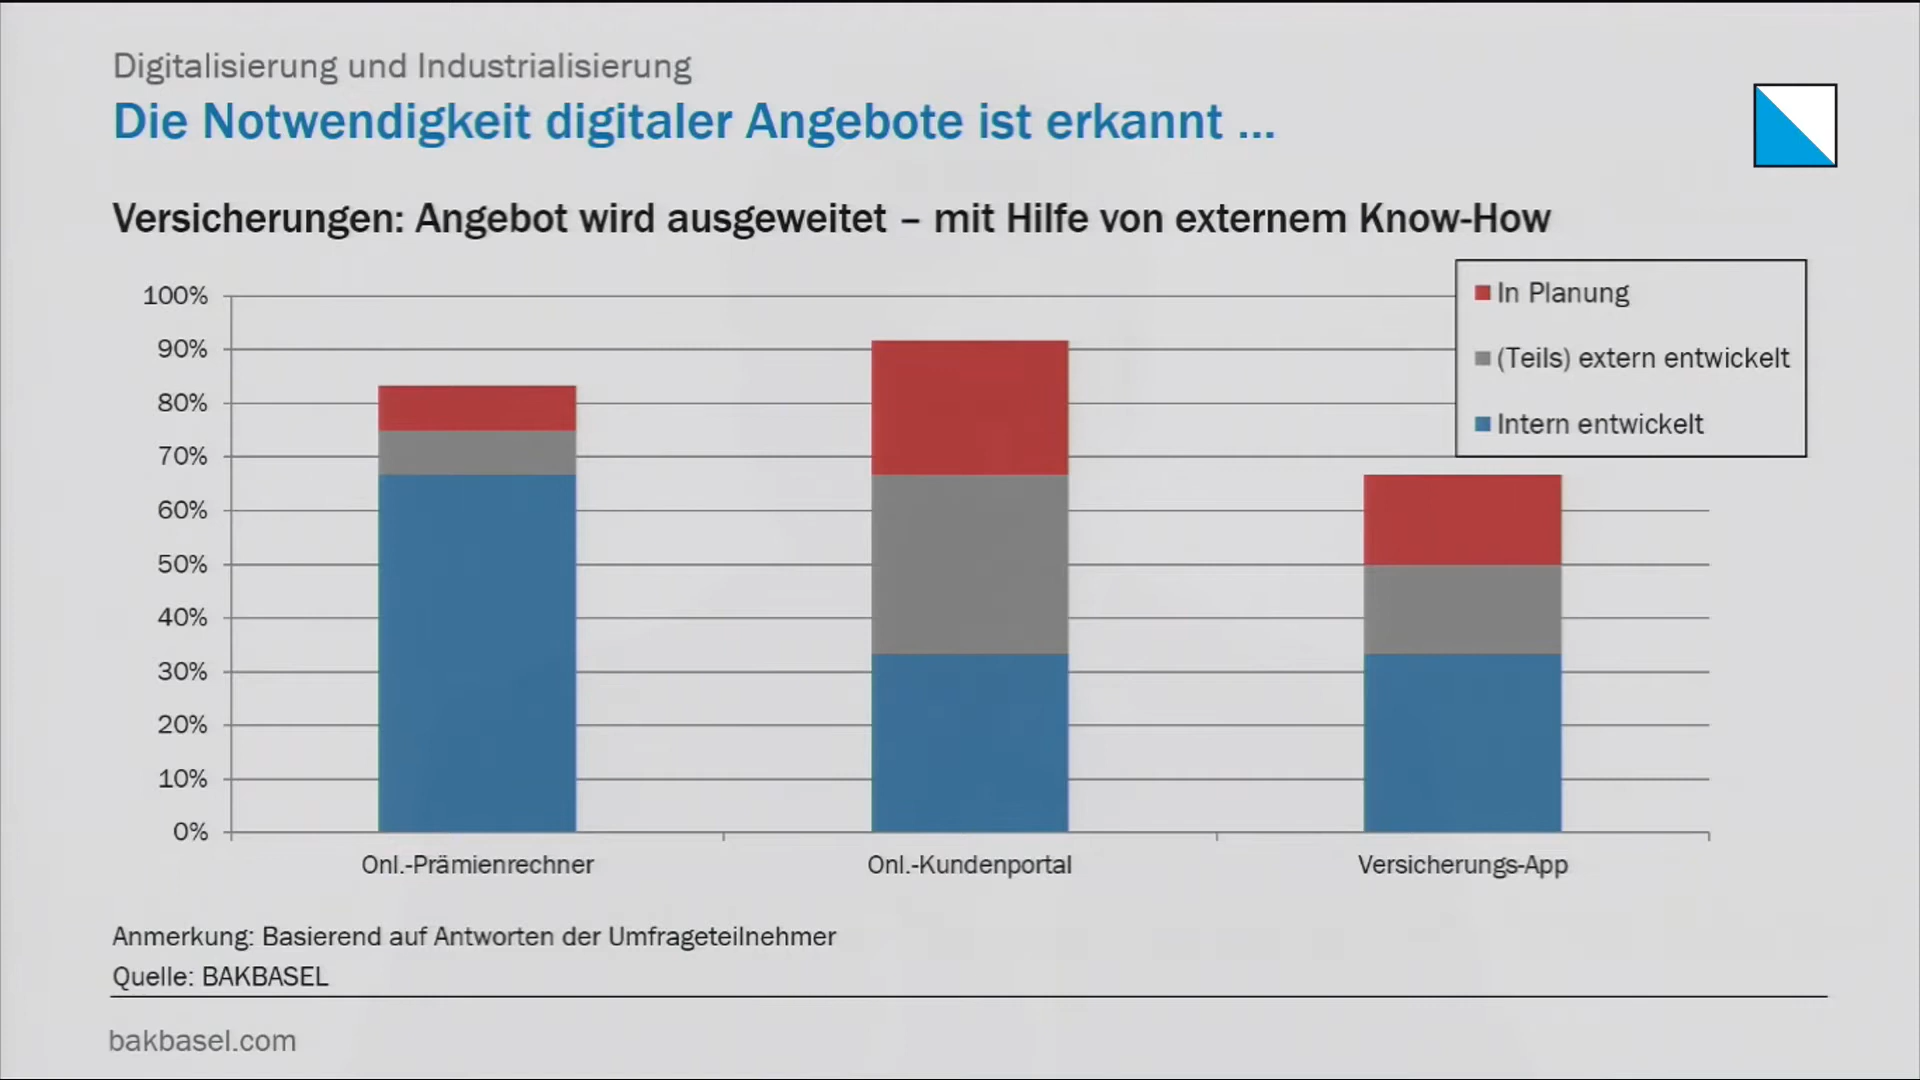 Digitalisierung und Industrialisierung
Die Notwendigkeit digitaler Angebote ist erkannt ...
Versicherungen: Angebot wird ausgeweitet – mit Hilfe von externem Know-How
In Planung
(Teils) extern entwickelt
Intern entwickelt
100%
90%
80%
70%
60%
50%
40%
30%
20%
10%
0%
Onl.-Prämienrechner
Onl.-Kundenportal
Versicherungs-App
Anmerkung: Basierend auf Antworten der Umfrageteilnehmer
Quelle: BAKBASEL
bakbasel.com